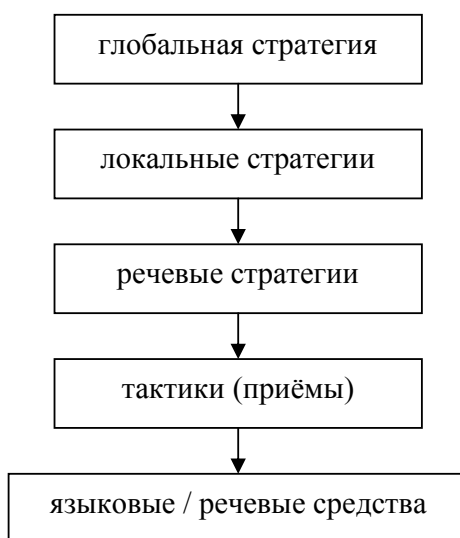 глобальная стратегия
локальные стратегии
речевые стратегии
тактики (приёмы)
языковые / речевые средства